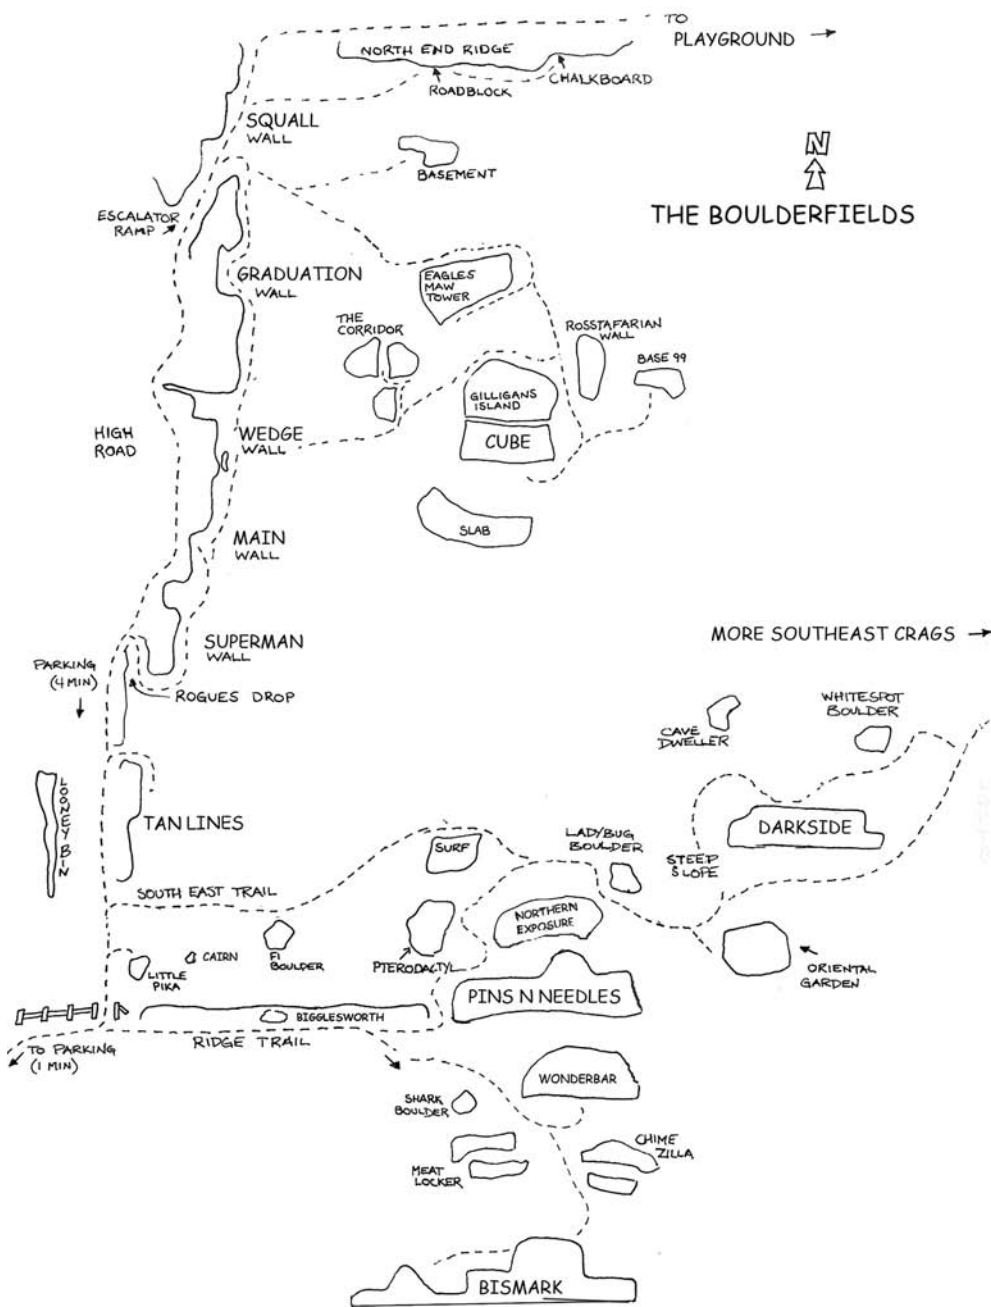 TO
PLAYGROUND
NORTH END RIDGE
CHALKBOARD
ROADBLOCK
SQUALL
WALL
N
BASEMENT
THE BOULDERFIELDS
ESCALATOR
RAMP
GRADUATION
WALL
EAGLES
MAW
TOWER
THE
CORRIDOR
ROSSTAFARIAN
WALL
BASE 99
GILLIGANS
ISLAND
HIGH
ROAD
WEDGE
WALL
CUBE
SLAB
MAIN
WALL
SUPERMAN
WALL
MORE SOUTHEAST CRAGS
PARKING
(4 MIN)
ROGUES DROP
WHITESPOT
BOULDER
CAVE
DWELLER
LOONEY BIN
TAN LINES
DARKSIDE
LADYBUG
BOULDER
SURF
STEEP
SLOPE
SOUTH EAST TRAIL
NORTHERN
EXPOSURE
CAIRN
FI
BOULDER
PTERODACTYL
LITTLE
PIKA
ORIENTAL
GARDEN
PINS N NEEDLES
BIGGLESWORTH
RIDGE TRAIL
TO PARKING
(1 MIN)
WONDERBAR
SHARK
BOULDER
CHIME
ZILLA
MEAT
LOCKER
BISMARK